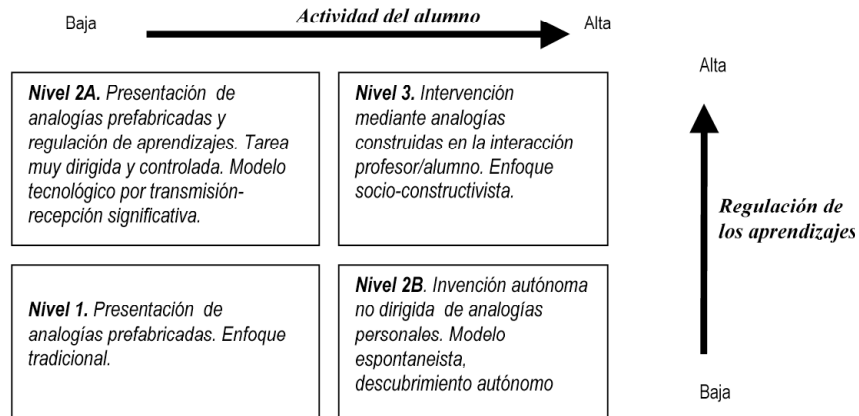 Actividad del alumno
Baja
Alta
Nivel 2A. Presentación de
analogías prefabricadas y
regulación de aprendizajes. Tarea
muy dirigida y controlada. Modelo
tecnológico por transmisión-
recepción significativa.
Nivel 3. Intervención
mediante analogías
construidas en la interacción
profesor/alumno. Enfoque
socio-constructivista.
Nivel 1. Presentación de
analogías prefabricadas. Enfoque
tradicional.
Nivel 2B. Invención autónoma
no dirigida de analogías
personales. Modelo
espontaneista,
descubrimiento autónomo
Alta
Regulación de
los aprendizajes
Baja